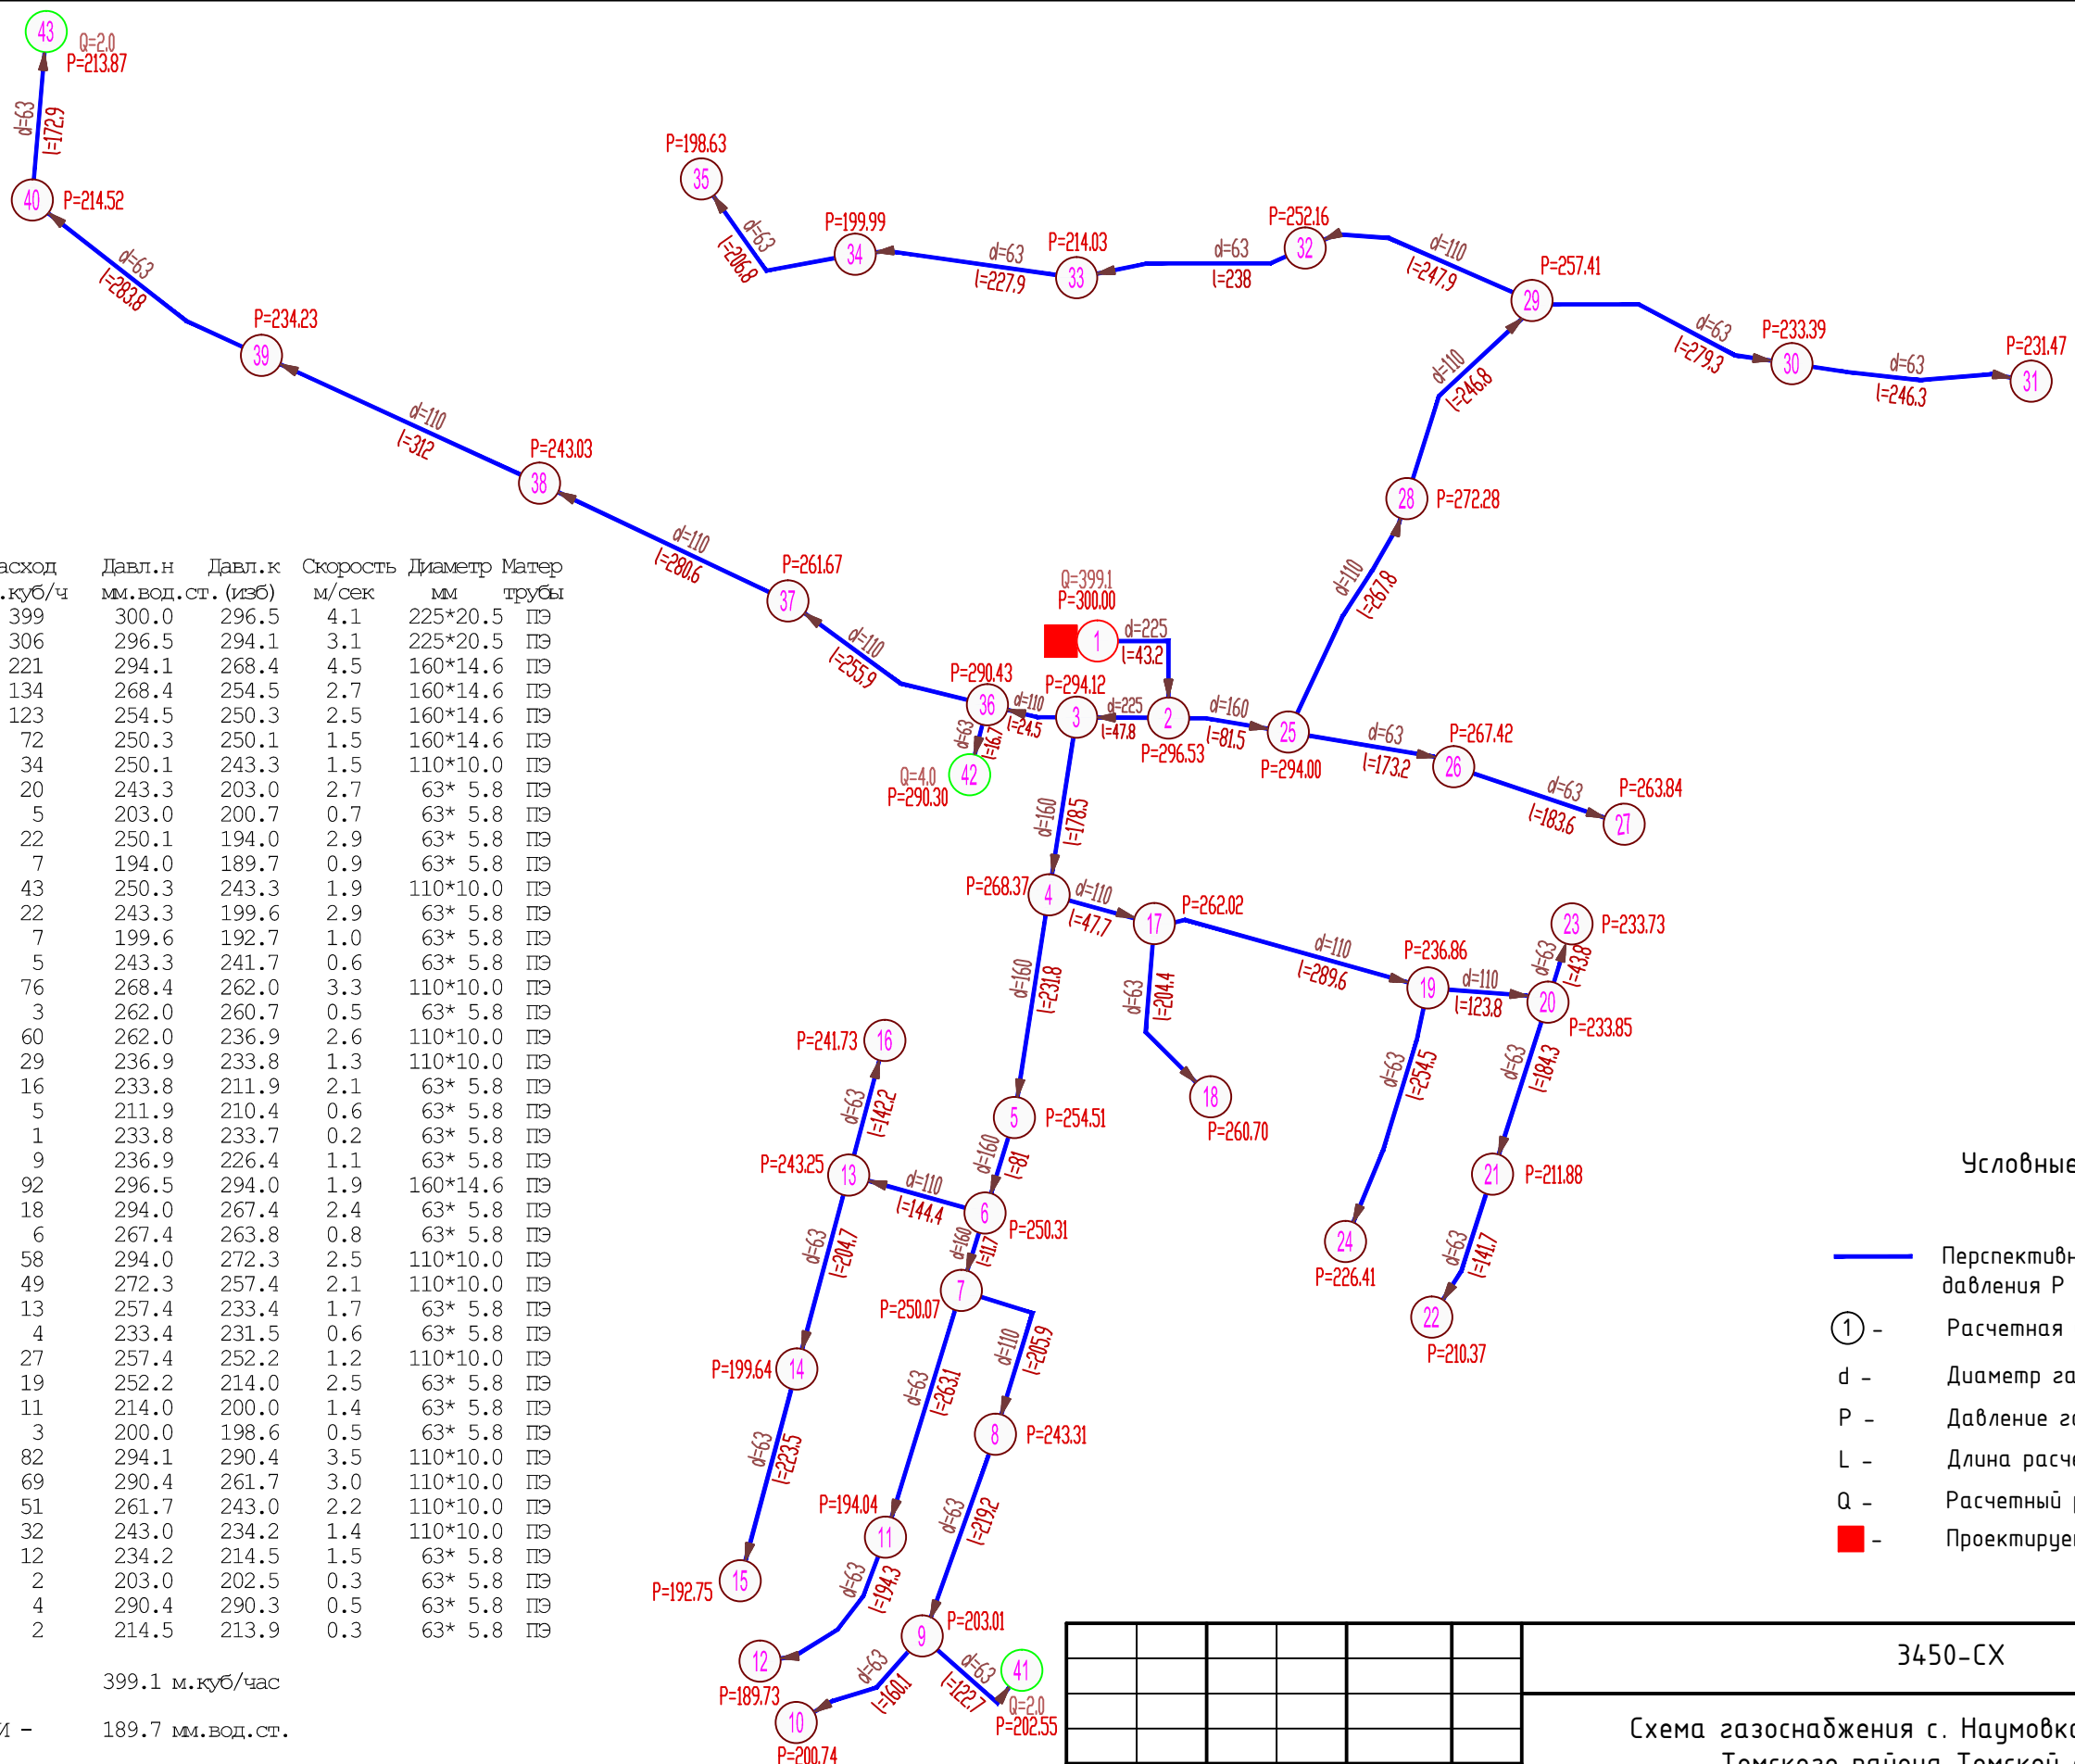 43
Q=2.0
P=213.87
d=63
l=172.9
40
P=214.52
d=63
l=283.8
39
P=234.23
d=110
l=312
38
P=243.03
d=110
l=280.6
37
P=261.67
d=110
l=255.9
36
P=290.43
d=110
l=24.5
d=63
l=16.7
42
Q=4.0
P=290.30
P=198.63
35
d=63
l=206.8
P=199.99
34
d=63
l=227.9
P=214.03
33
d=63
l=238
P=252.16
32
d=110
l=247.9
P=257.41
29
d=63
l=279.3
P=233.39
30
d=63
l=246.3
P=231.47
31
d=110
l=246.8
28
P=272.28
d=110
l=267.8
Q=399.1
P=300.00
1
d=225
l=43.2
P=294.12
3
d=225
l=47.8
2
P=296.53
d=160
l=81.5
25
P=294.00
d=63
l=173.2
P=267.42
26
d=63
l=183.6
P=263.84
27
d=160
l=178.5
P=268.37
4
d=110
l=47.7
17
P=262.02
d=110
l=289.6
P=236.86
19
d=110
l=123.8
20
P=233.85
d=63
l=43.8
23
P=233.73
d=63
l=204.4
18
P=260.70
d=63
l=254.5
24
P=226.41
d=63
l=184.3
21
P=211.88
d=63
l=141.7
22
P=210.37
d=160
l=231.8
5
P=254.51
d=160
l=81
6
P=250.31
d=110
l=144.4
P=243.25
13
d=63
l=142.2
P=241.73
16
d=63
l=204.7
P=199.64
14
d=63
l=223.5
P=192.75
15
d=160
l=11.7
7
P=250.07
d=110
l=205.9
8
P=243.31
d=63
l=263.1
P=194.04
11
d=63
l=194.3
12
P=189.73
d=63
l=219.2
9
P=203.01
d=63
l=160.1
10
P=200.74
d=63
l=122.7
41
Q=2.0
P=202.55
асход Давл.н Давл.к Скорость Диаметр Матер
.куб/ч мм.вод.ст.(изб) м/сек мм трубы
399 300.0 296.5 4.1 225*20.5 ПЭ
306 296.5 294.1 3.1 225*20.5 ПЭ
221 294.1 268.4 4.5 160*14.6 ПЭ
134 268.4 254.5 2.7 160*14.6 ПЭ
123 254.5 250.3 2.5 160*14.6 ПЭ
72 250.3 250.1 1.5 160*14.6 ПЭ
34 250.1 243.3 1.5 110*10.0 ПЭ
20 243.3 203.0 2.7 63* 5.8 ПЭ
5 203.0 200.7 0.7 63* 5.8 ПЭ
22 250.1 194.0 2.9 63* 5.8 ПЭ
7 194.0 189.7 0.9 63* 5.8 ПЭ
43 250.3 243.3 1.9 110*10.0 ПЭ
22 243.3 199.6 2.9 63* 5.8 ПЭ
7 199.6 192.7 1.0 63* 5.8 ПЭ
5 243.3 241.7 0.6 63* 5.8 ПЭ
76 268.4 262.0 3.3 110*10.0 ПЭ
3 262.0 260.7 0.5 63* 5.8 ПЭ
60 262.0 236.9 2.6 110*10.0 ПЭ
29 236.9 233.8 1.3 110*10.0 ПЭ
16 233.8 211.9 2.1 63* 5.8 ПЭ
5 211.9 210.4 0.6 63* 5.8 ПЭ
1 233.8 233.7 0.2 63* 5.8 ПЭ
9 236.9 226.4 1.1 63* 5.8 ПЭ
92 296.5 294.0 1.9 160*14.6 ПЭ
18 294.0 267.4 2.4 63* 5.8 ПЭ
6 267.4 263.8 0.8 63* 5.8 ПЭ
58 294.0 272.3 2.5 110*10.0 ПЭ
49 272.3 257.4 2.1 110*10.0 ПЭ
13 257.4 233.4 1.7 63* 5.8 ПЭ
4 233.4 231.5 0.6 63* 5.8 ПЭ
27 257.4 252.2 1.2 110*10.0 ПЭ
19 252.2 214.0 2.5 63* 5.8 ПЭ
11 214.0 200.0 1.4 63* 5.8 ПЭ
3 200.0 198.6 0.5 63* 5.8 ПЭ
82 294.1 290.4 3.5 110*10.0 ПЭ
69 290.4 261.7 3.0 110*10.0 ПЭ
51 261.7 243.0 2.2 110*10.0 ПЭ
32 243.0 234.2 1.4 110*10.0 ПЭ
12 234.2 214.5 1.5 63* 5.8 ПЭ
2 203.0 202.5 0.3 63* 5.8 ПЭ
4 290.4 290.3 0.5 63* 5.8 ПЭ
2 214.5 213.9 0.3 63* 5.8 ПЭ
399.1 м.куб/час
И - 189.7 мм.вод.ст.
Условные
Перспективн
давления Р
1 - Расчетная
d - Диаметр га
P - Давление га
L - Длина расче
Q - Расчетный р
- Проектируем
3450-СХ
Схема газоснабжения с. Наумовка
Томского района Томской